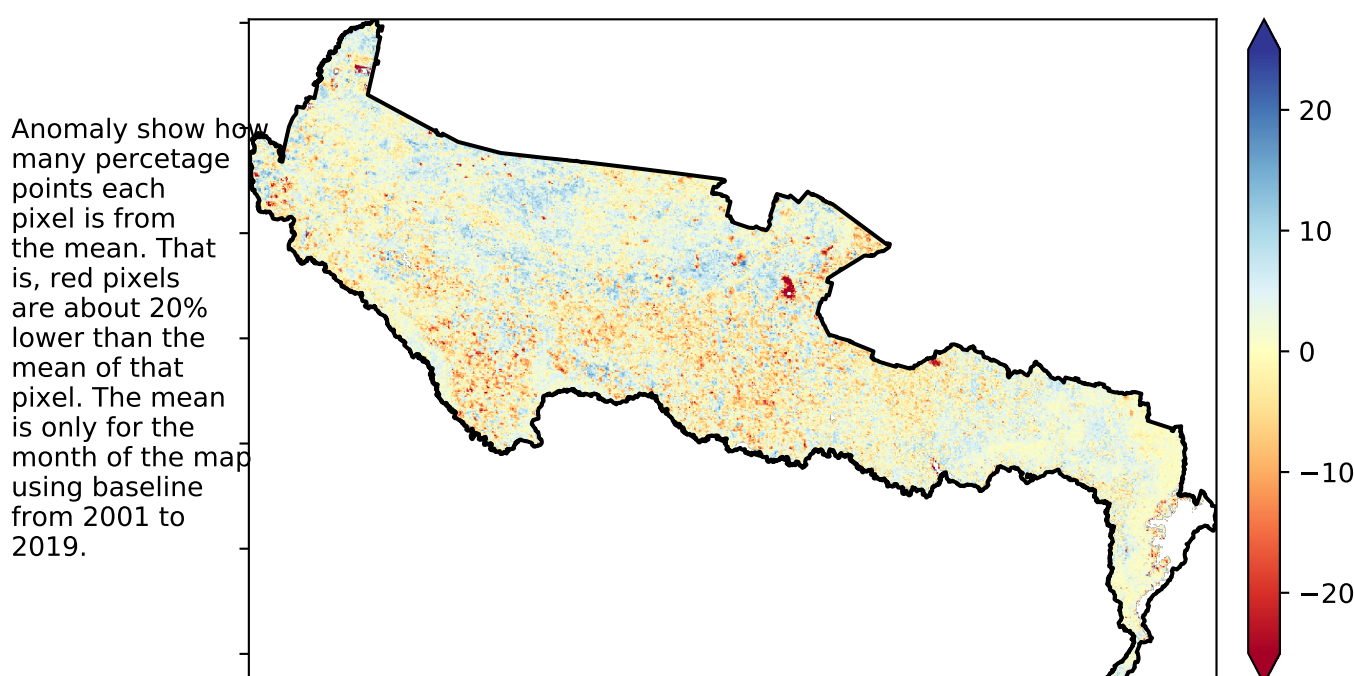 Anomaly show how
many percetage
points each
pixel is from
the mean. That
is, red pixels
are about 20%
lower than the
mean of that
pixel. The mean
is only for the
month of the map
using baseline
from 2001 to
2019.
20
10
0
−10
−20